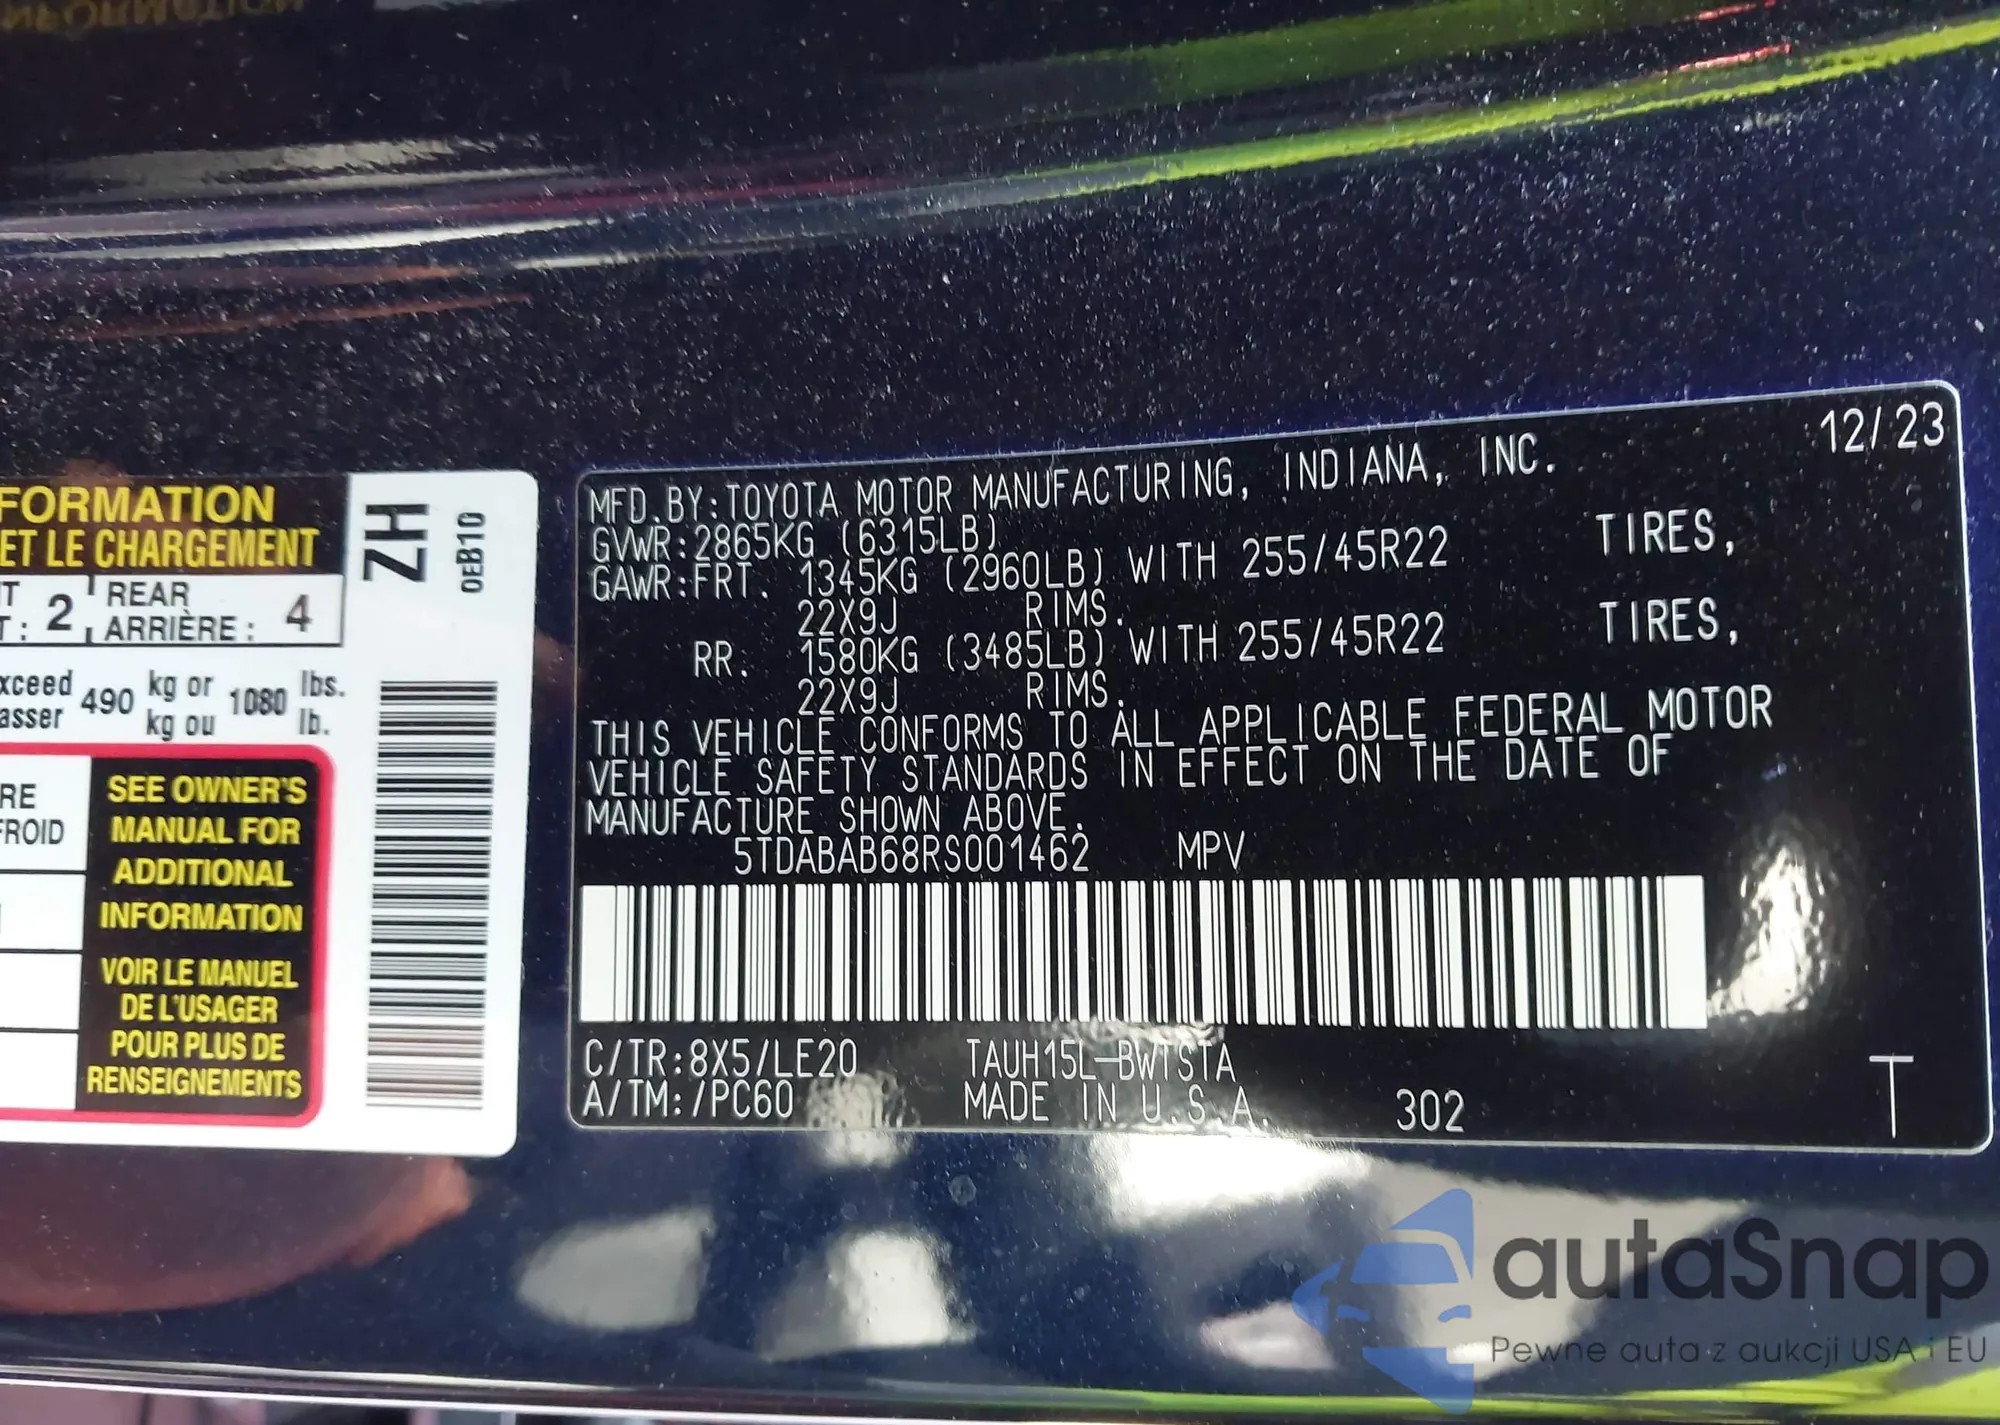 FORMATION
ET LE CHARGEMENT
2 REAR
ARRIÈRE : 4
490 kg or 1080 lbs.
kg ou lb.
FROID
SEE OWNER'S
MANUAL FOR
ADDITIONAL
INFORMATION
VOIR LE MANUEL
DE L'USAGER
POUR PLUS DE
RENSEIGNEMENTS
ZH
0EB10
12/23
MFD.BY:TOYOTA MOTOR MANUFACTURING, INDIANA, INC.
GVWR:2865KG (6315LB)
GAWR:FRT. 1345KG (2960LB) WITH 255/45R22 TIRES,
22X9J RIMS.
RR. 1580KG (3485LB) WITH 255/45R22 TIRES,
22X9J RIMS.
THIS VEHICLE CONFORMS TO ALL APPLICABLE FEDERAL MOTOR
VEHICLE SAFETY STANDARDS IN EFFECT ON THE DATE OF
MANUFACTURE SHOWN ABOVE.
5TDABAB68RS001462 MPV
C/TR:8X5/LE20 TAUH15L-BWTSTA
A/TM:/PC60 MADE IN U.S.A. 302
T
autaSnap
Pewne auta z aukcji USA i EU